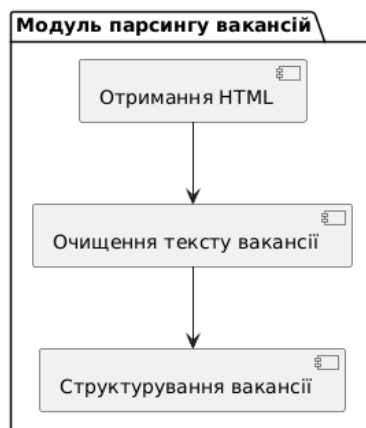 Модуль парсингу вакансій
Отримання HTML
Очищення тексту вакансії
Структурування вакансії